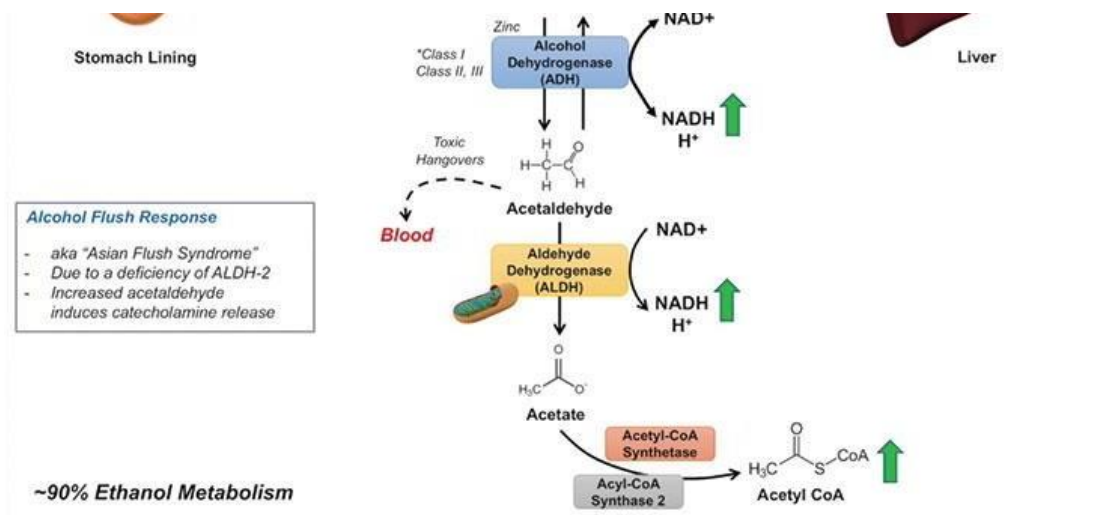 NAD+
Zinc
Alcohol
Dehydrogenase
(ADH)
*Class I
Class II, III
Stomach Lining
Liver
NADH
H+
Toxic
Hangovers
H
O
H-C-C
H
H
Acetaldehyde
Blood
Alcohol Flush Response
- aka “Asian Flush Syndrome”
- Due to a deficiency of ALDH-2
- Increased acetaldehyde
induces catecholamine release
NAD+
Aldehyde
Dehydrogenase
(ALDH)
NADH
H+
O
H₃C
O-
Acetate
Acetyl-CoA
Synthetase
Acyl-CoA
Synthase 2
O
H₃C
S
CoA
Acetyl CoA
~90% Ethanol Metabolism